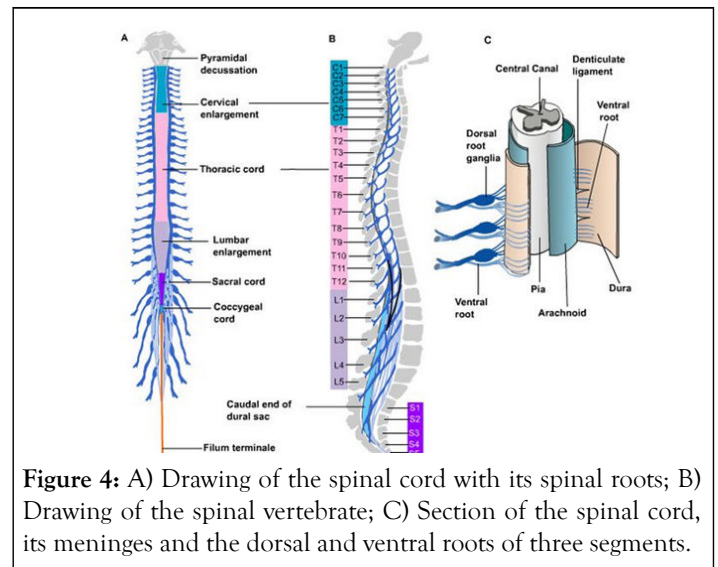 A
Pyramidal
decussation
Cervical
enlargement
Thoracic cord
Lumbar
enlargement
Sacral cord
Coccygeal
cord
Filum terminale
B
C1
C2
C3
C4
C5
C6
C7
T1
T2
T3
T4
T5
T6
T7
T8
T9
T10
T11
T12
L1
L2
L3
L4
L5
Caudal end of
dural sac
S1
S2
S3
S4
C
Central Canal
Denticulate
ligament
Ventral
root
Dorsal
root
ganglia
Ventral
root
Pia
Arachnoid
Dura
Figure 4: A) Drawing of the spinal cord with its spinal roots; B)
Drawing of the spinal vertebrate; C) Section of the spinal cord,
its meninges and the dorsal and ventral roots of three segments.